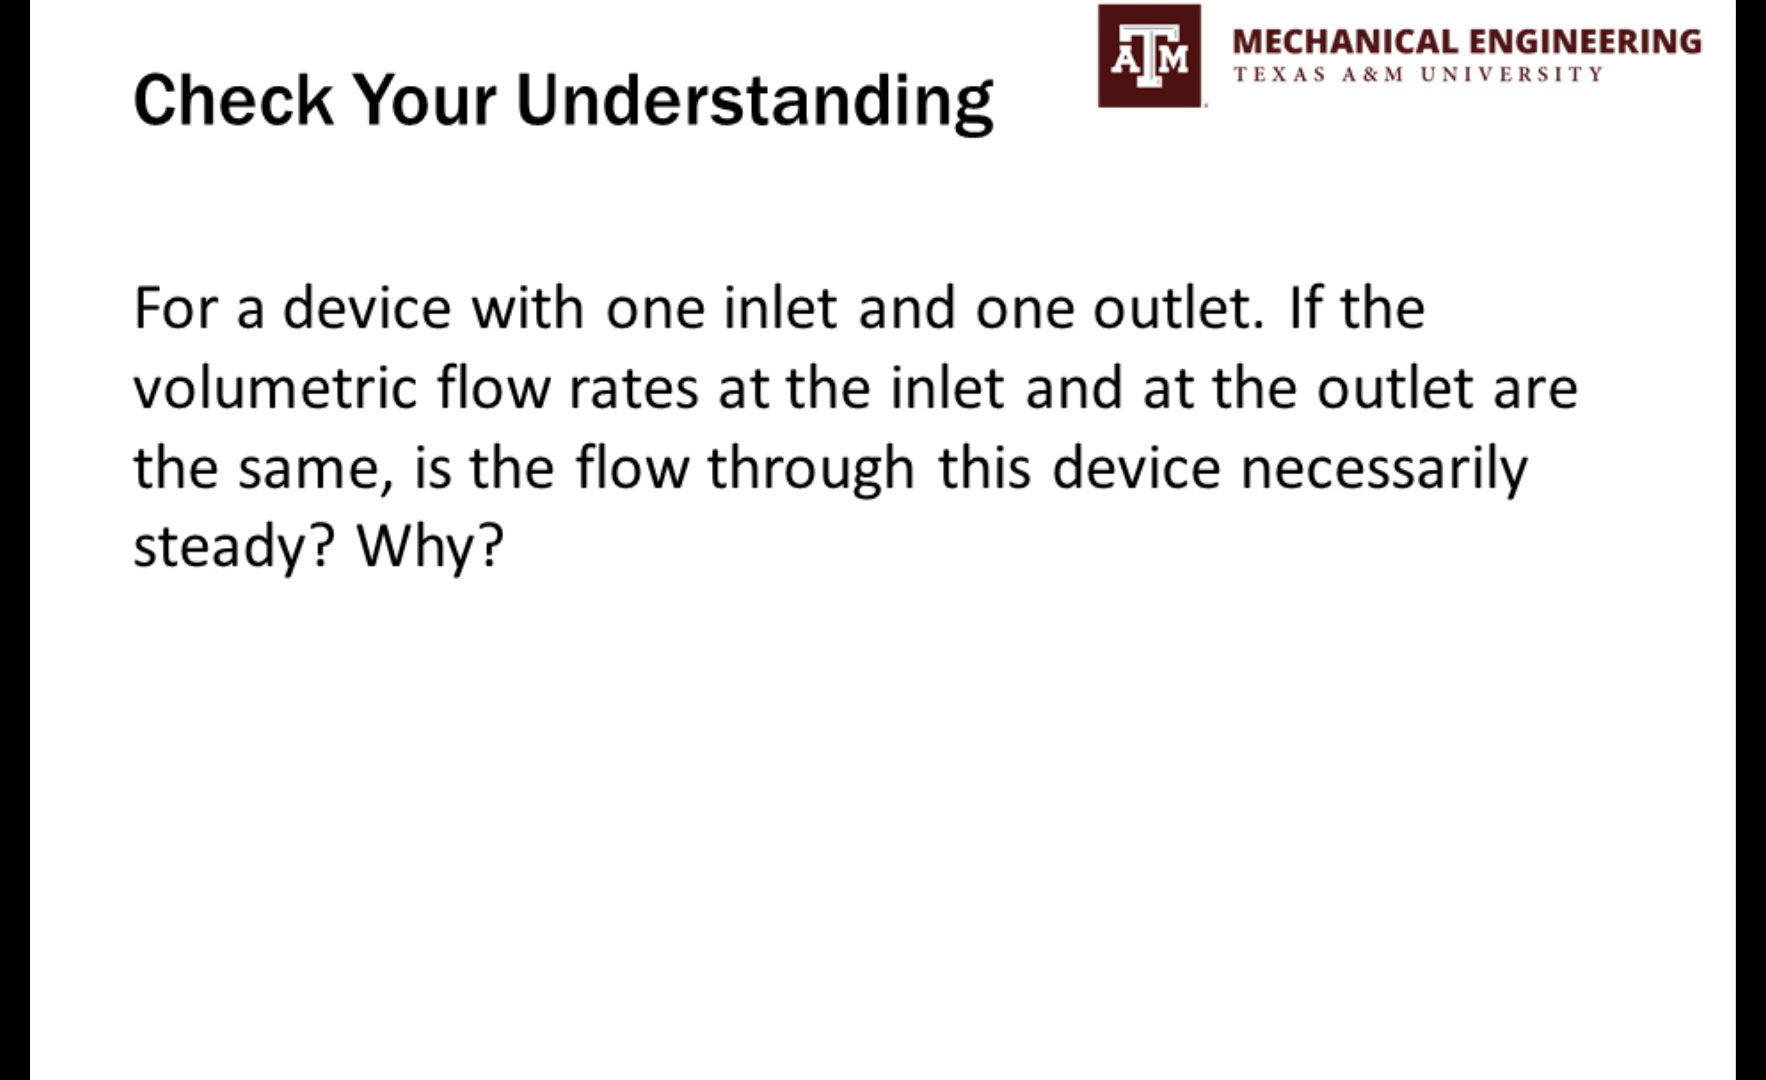 Check Your Understanding
ATM
MECHANICAL ENGINEERING
TEXAS A&M UNIVERSITY
For a device with one inlet and one outlet. If the
volumetric flow rates at the inlet and at the outlet are
the same, is the flow through this device necessarily
steady? Why?